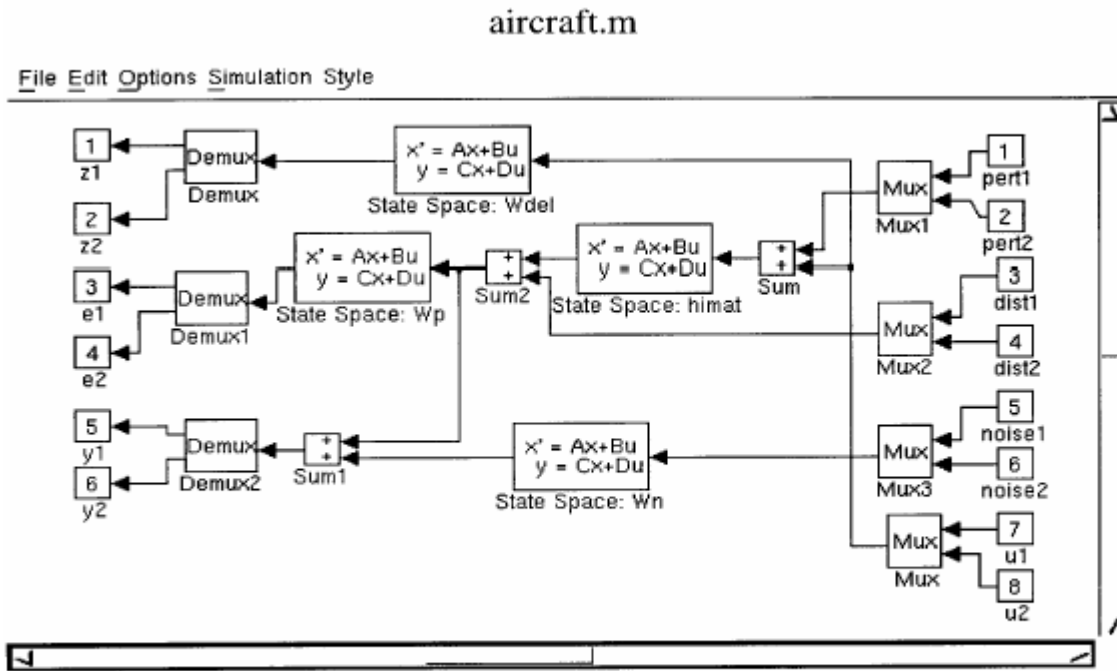 aircraft.m
File Edit Options Simulation Style
1
z1
2
z2
Demux
Demux
x' = Ax+Bu
y = Cx+Du
State Space: Wdel
Mux
Mux1
1
pert1
2
pert2
3
e1
4
e2
Demux
Demux1
x' = Ax+Bu
y = Cx+Du
State Space: Wp
+
+
Sum2
x' = Ax+Bu
y = Cx+Du
State Space: himat
+
+
Sum
Mux
Mux2
3
dist1
4
dist2
5
y1
6
y2
Demux
Demux2
+
+
Sum1
x' = Ax+Bu
y = Cx+Du
State Space: Wn
Mux
Mux3
5
noise1
6
noise2
Mux
Mux
7
u1
8
u2